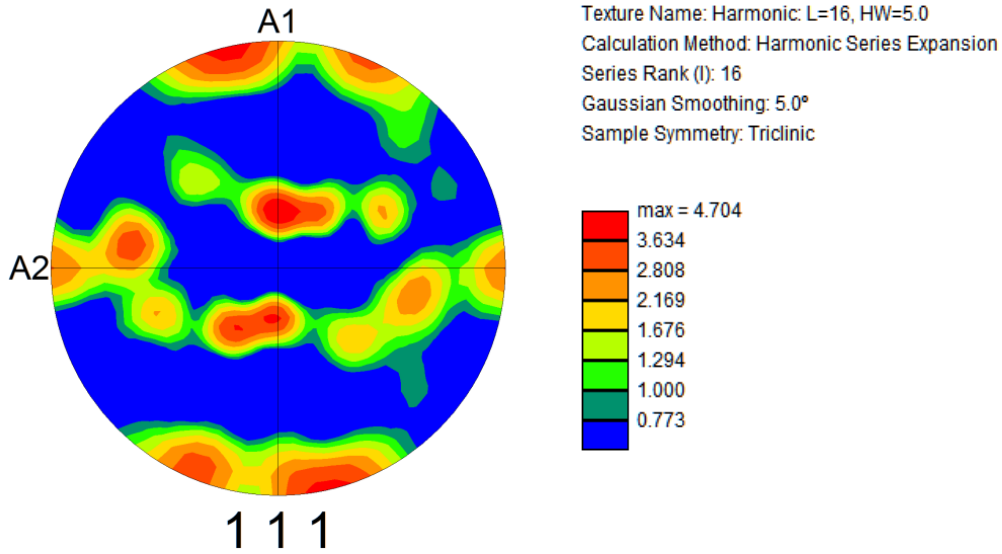 A1
A2
1 1 1
Texture Name: Harmonic: L=16, HW=5.0
Calculation Method: Harmonic Series Expansion
Series Rank (l): 16
Gaussian Smoothing: 5.0º
Sample Symmetry: Triclinic
max = 4.704
3.634
2.808
2.169
1.676
1.294
1.000
0.773